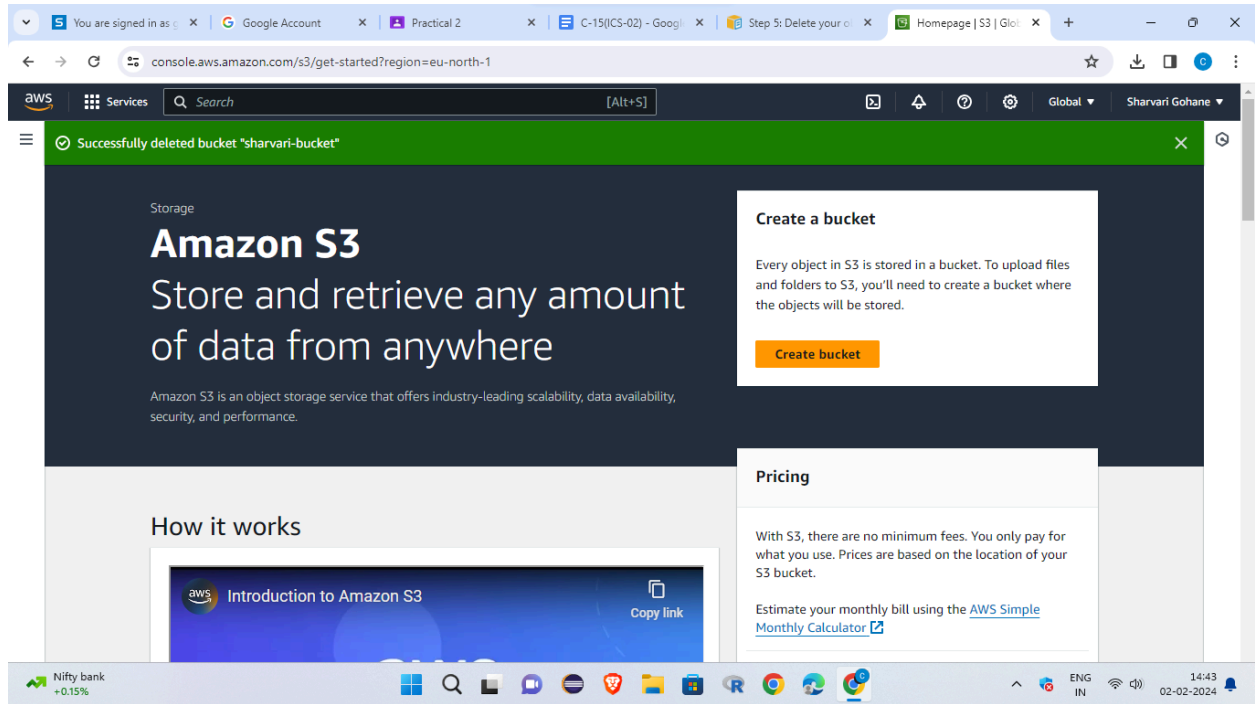 You are signed in as g
Google Account
Practical 2
C-15(ICS-02) - Googl
Step 5: Delete your o
Homepage | S3 | Glo
console.aws.amazon.com/s3/get-started?region=eu-north-1
aws
Services
Search
[Alt+S]
Global
Sharvari Gohane
Successfully deleted bucket "sharvari-bucket"
Storage
Amazon S3
Store and retrieve any amount
of data from anywhere
Amazon S3 is an object storage service that offers industry-leading scalability, data availability,
security, and performance.
Create a bucket
Every object in S3 is stored in a bucket. To upload files
and folders to S3, you'll need to create a bucket where
the objects will be stored.
Create bucket
Pricing
With S3, there are no minimum fees. You only pay for
what you use. Prices are based on the location of your
S3 bucket.
Estimate your monthly bill using the AWS Simple
Monthly Calculator
How it works
aws
Introduction to Amazon S3
Copy link
Nifty bank
+0.15%
ENG
IN
14:43
02-02-2024